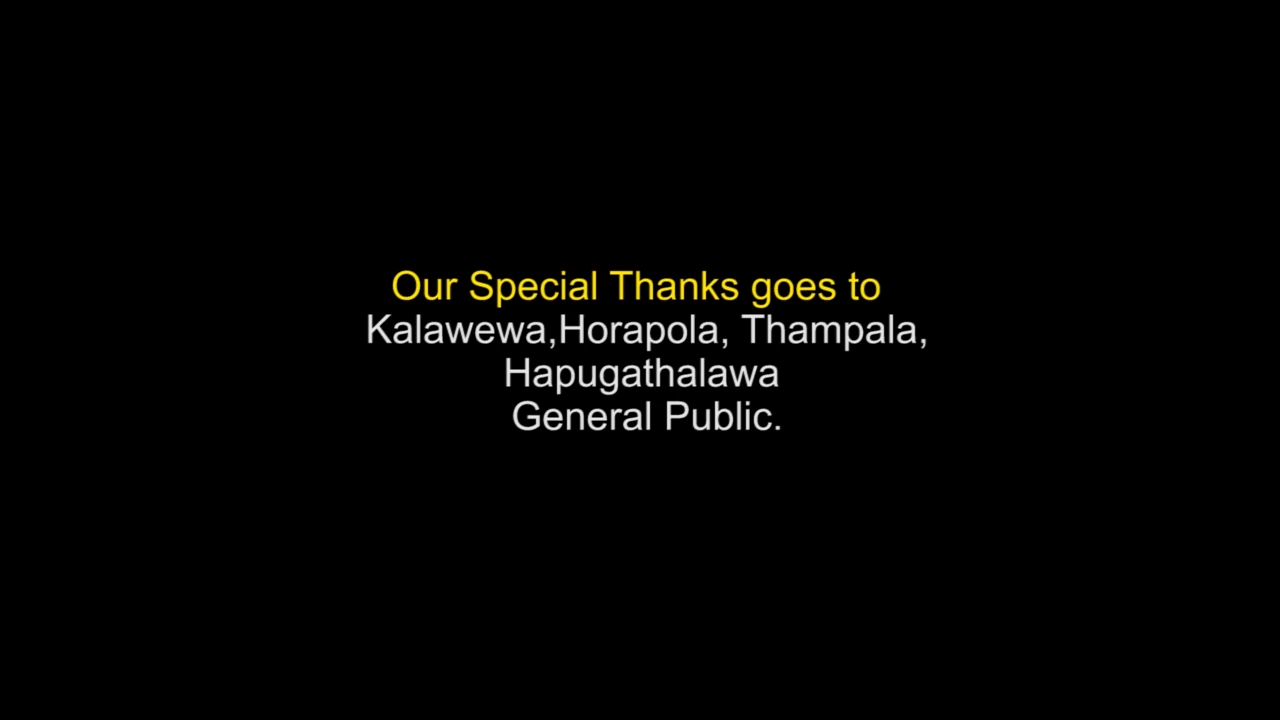 Our Special Thanks goes to
Kalawewa,Horapola, Thampala,
Hapugathalawa
General Public.